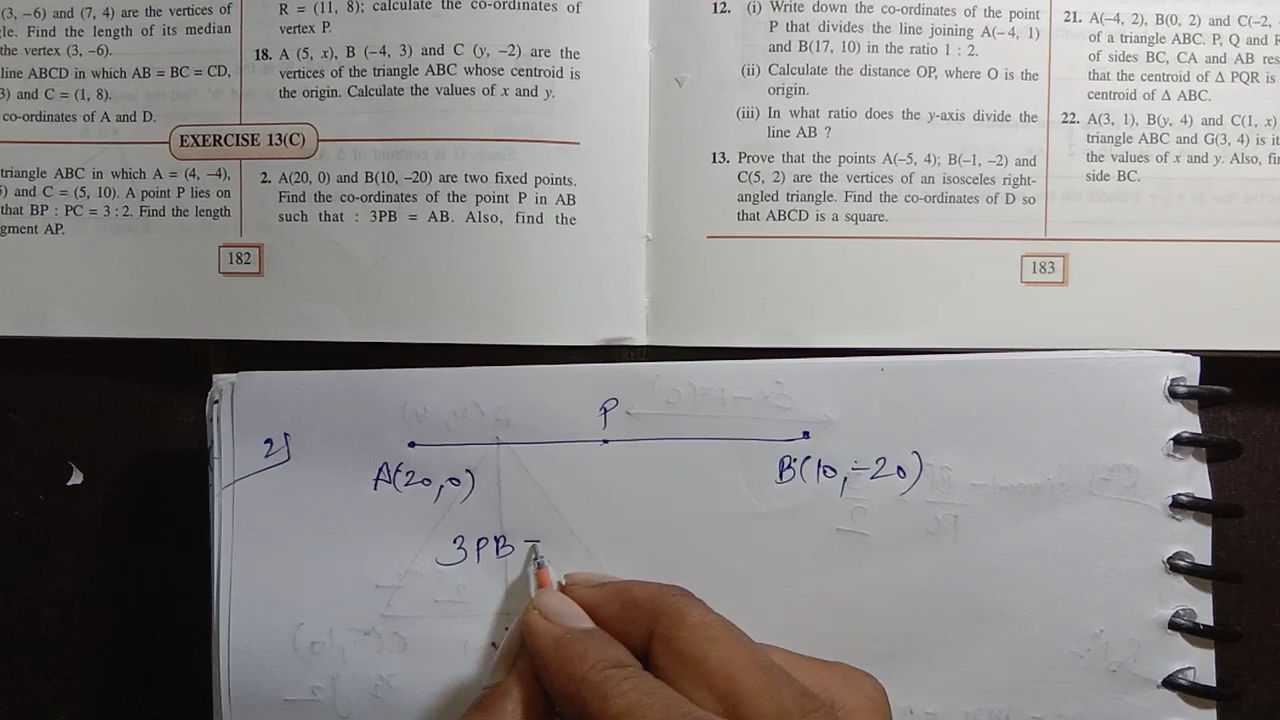 (3, –6) and (7, 4) are the vertices of
gle. Find the length of its median
the vertex (3, –6).
line ABCD in which AB = BC = CD,
3) and C = (1, 8).
co-ordinates of A and D.
R = (11, 8); calculate the co-ordinates of
vertex P.
18. A (5, x), B (–4, 3) and C (y, –2) are the
vertices of the triangle ABC whose centroid is
the origin. Calculate the values of x and y.
EXERCISE 13(C)
triangle ABC in which A = (4, –4),
) and C = (5, 10). A point P lies on
that BP : PC = 3 : 2. Find the length
gment AP.
2. A(20, 0) and B(10, –20) are two fixed points.
Find the co-ordinates of the point P in AB
such that : 3PB = AB. Also, find the
182
12. (i) Write down the co-ordinates of the point
P that divides the line joining A(– 4, 1)
and B(17, 10) in the ratio 1 : 2.
(ii) Calculate the distance OP, where O is the
origin.
(iii) In what ratio does the y-axis divide the
line AB ?
13. Prove that the points A(–5, 4); B(–1, –2) and
C(5, 2) are the vertices of an isosceles right-
angled triangle. Find the co-ordinates of D so
that ABCD is a square.
21. A(–4, 2), B(0, 2) and C(–2,
of a triangle ABC. P, Q and
of sides BC, CA and AB res
that the centroid of Δ PQR is
centroid of Δ ABC.
22. A(3, 1), B(y, 4) and C(1, x)
triangle ABC and G(3, 4) is it
the values of x and y. Also, fi
side BC.
183
2)
P
A(20, 0)
B(10, -20)
3PB =